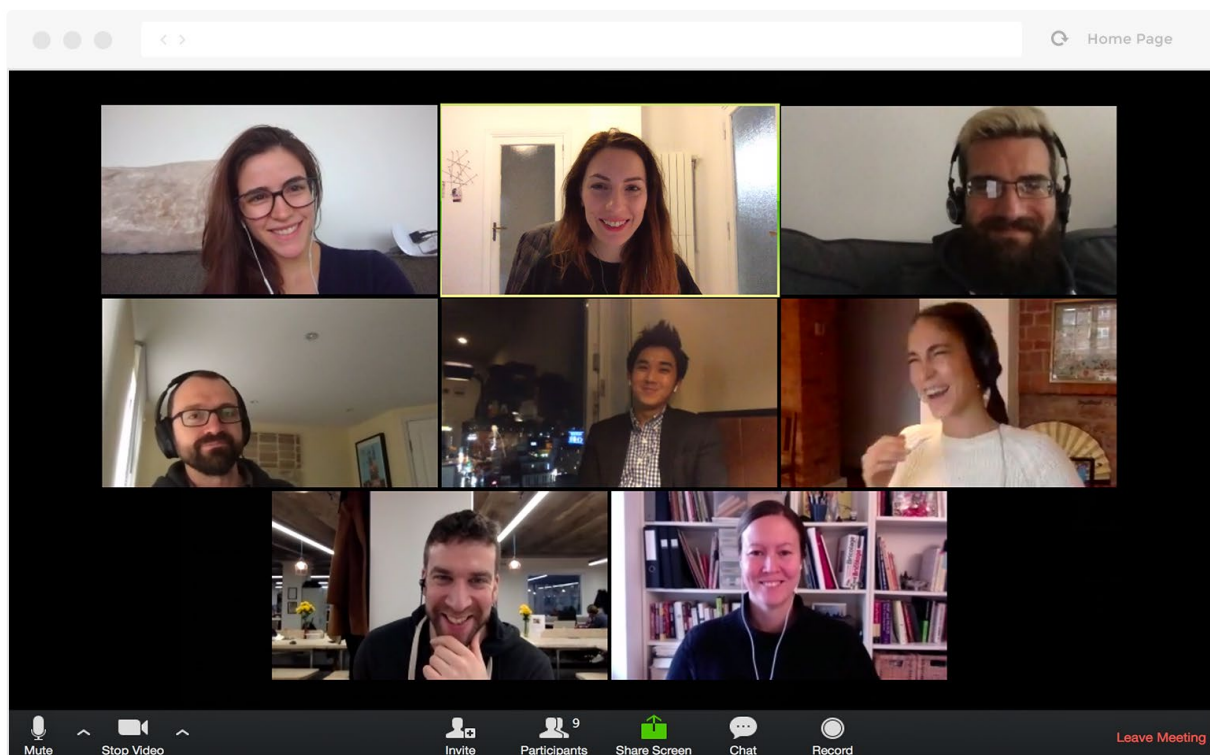 Home Page
9
Mute
Stop Video
Invite
Participants
Share Screen
Chat
Record
Leave Meeting